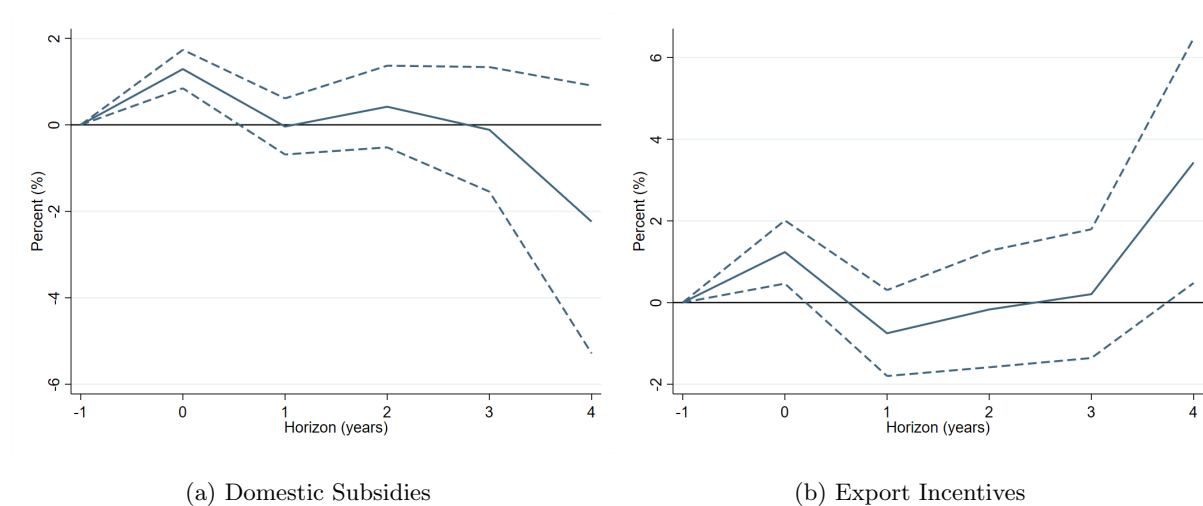 2
0
-2
-4
-6
Percent (%)
-1 0 1 2 3 4
Horizon (years)
6
4
2
0
-2
Percent (%)
-1 0 1 2 3 4
Horizon (years)
(a) Domestic Subsidies
(b) Export Incentives